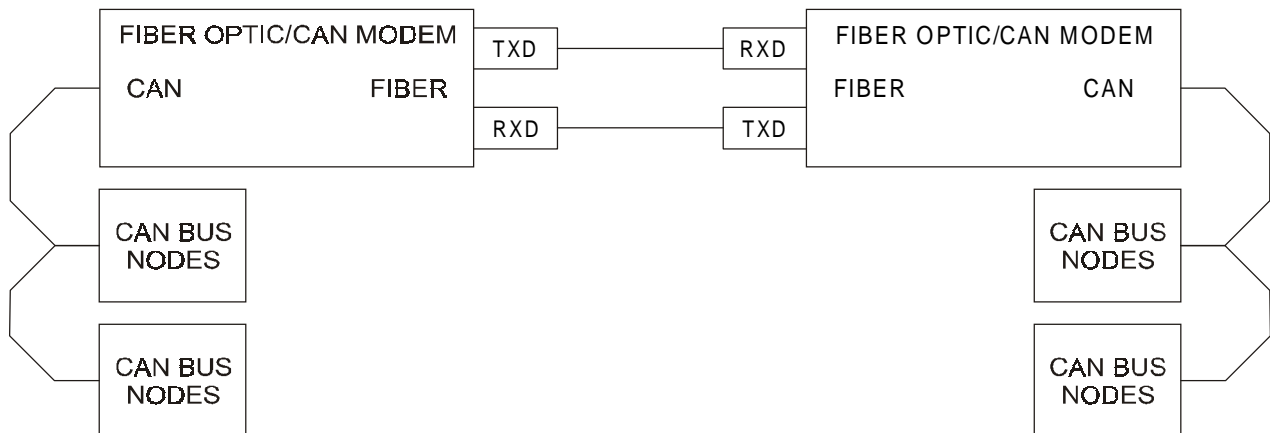 FIBER OPTIC/CAN MODEM
CAN FIBER
TXD
RXD
RXD
TXD
FIBER OPTIC/CAN MODEM
FIBER CAN
CAN BUS
NODES
CAN BUS
NODES
CAN BUS
NODES
CAN BUS
NODES